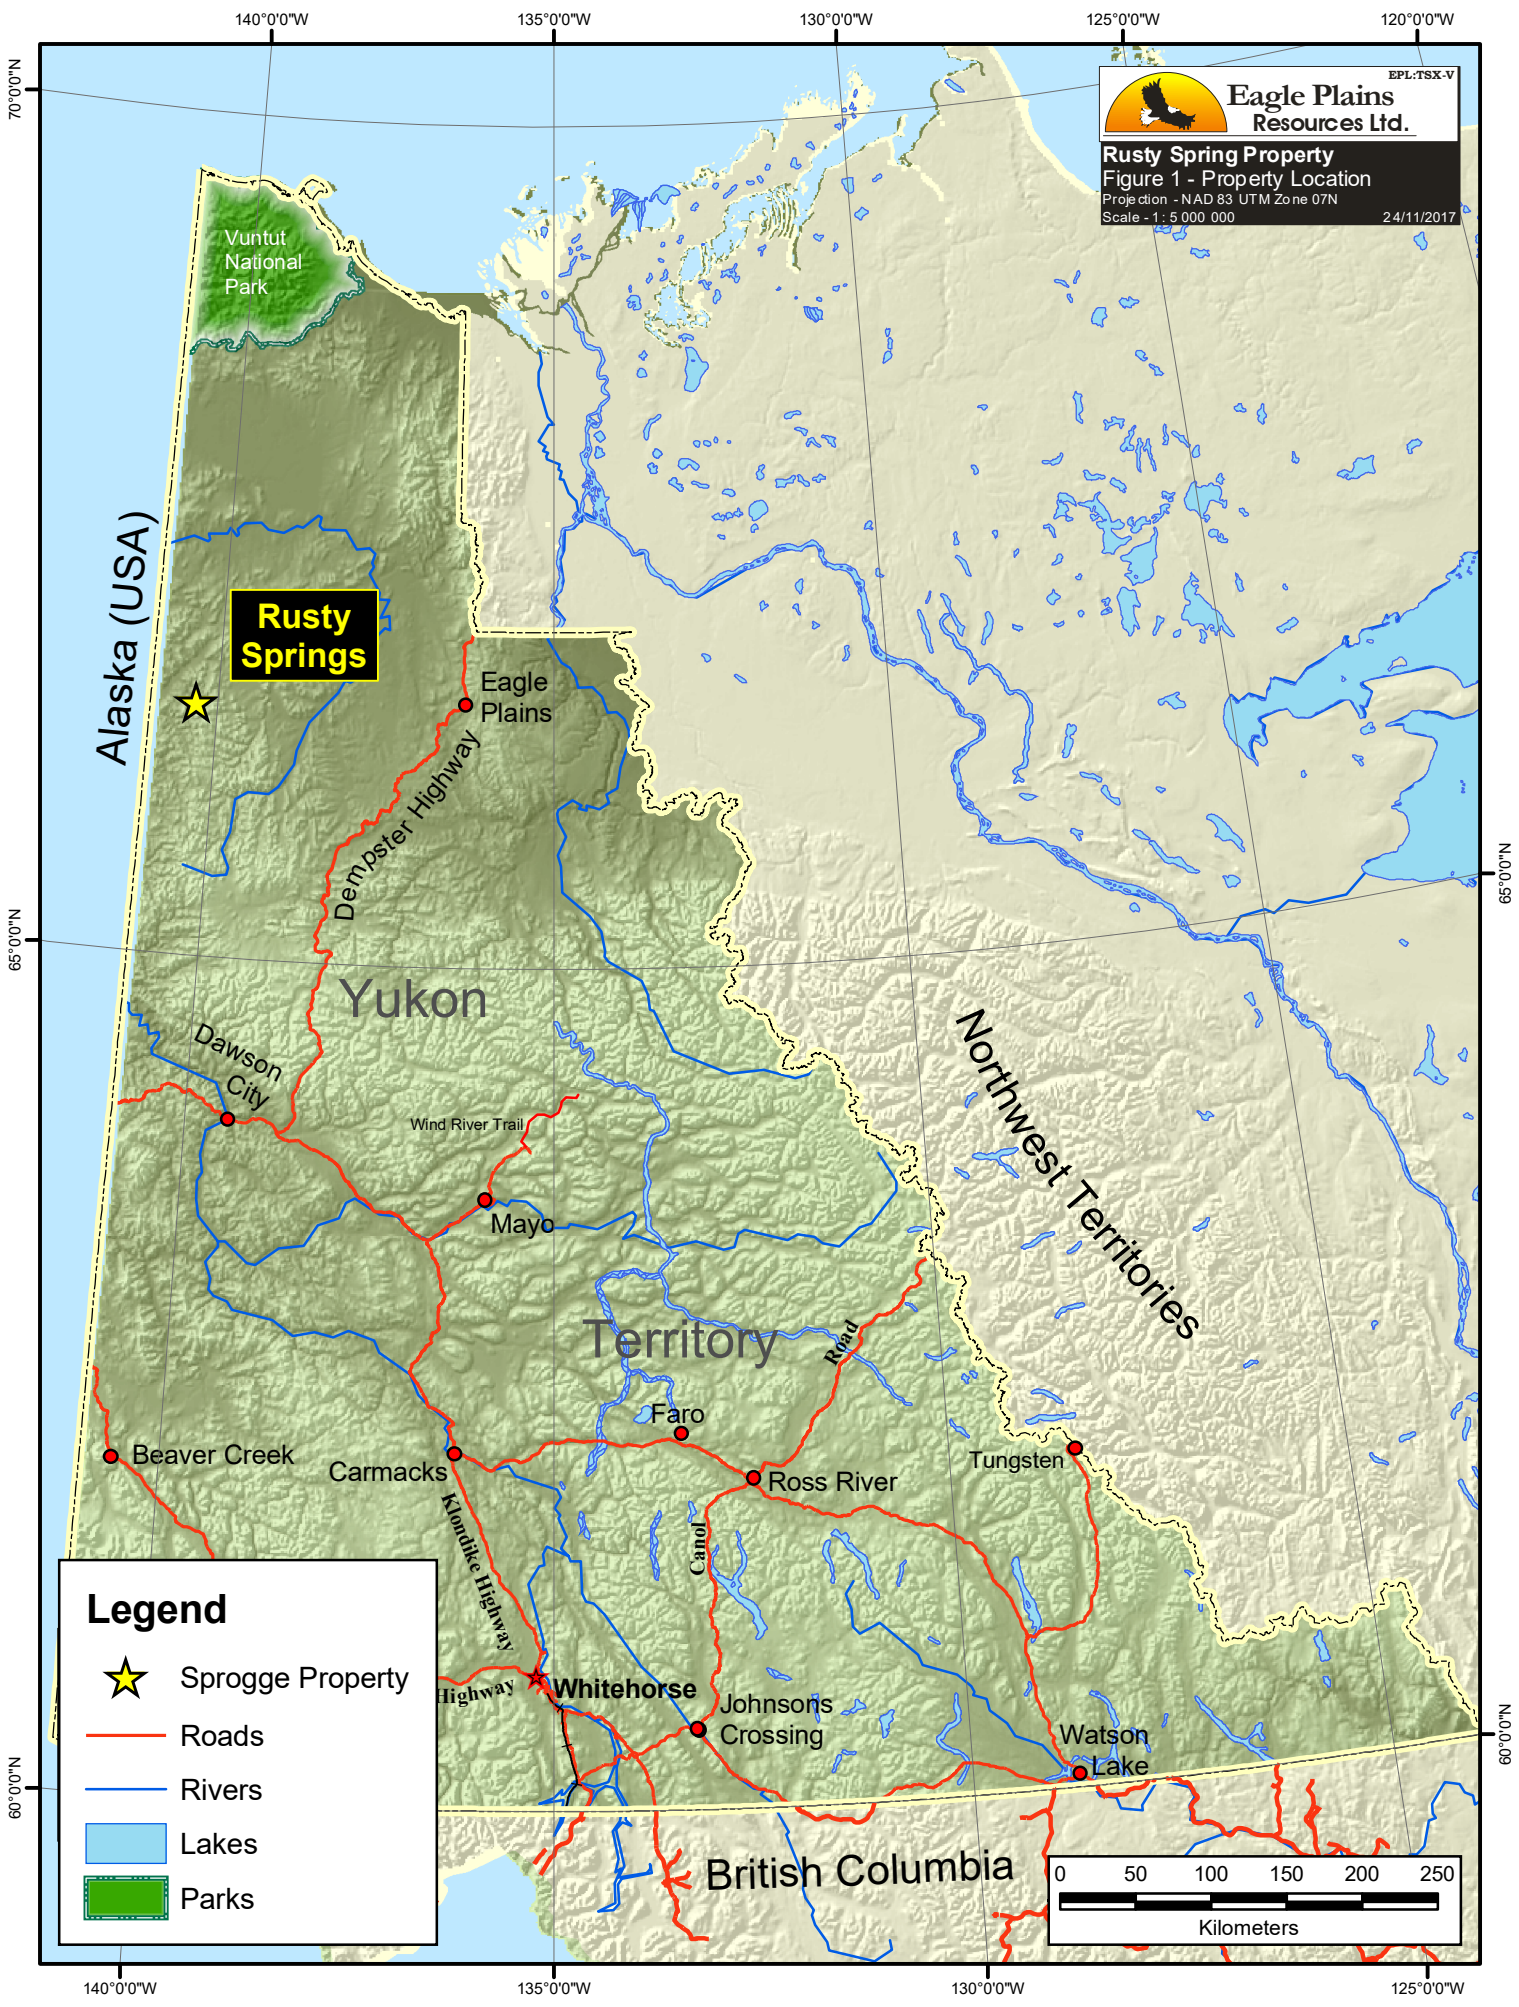 140°0'0"W
135°0'0"W
130°0'0"W
125°0'0"W
120°0'0"W
70°0'0"N
EPL:TSX-V
Eagle Plains
Resources Ltd.
Rusty Spring Property
Figure 1 - Property Location
Projection - NAD 83 UTM Zone 07N
Scale - 1 : 5 000 000
24/11/2017
Vuntut
National
Park
Alaska (USA)
Rusty
Springs
Eagle
Plains
Dempster Highway
65°0'0"N
65°0'0"N
Yukon
Northwest Territories
Dawson
City
Wind River Trail
Mayo
Territory
Road
Faro
Beaver Creek
Carmacks
Ross River
Tungsten
Klondike Highway
Canol
Highway
Whitehorse
Johnsons
Crossing
Watson
Lake
60°0'0"N
60°0'0"N
Legend
Sprogge Property
Roads
Rivers
Lakes
Parks
British Columbia
0 50 100 150 200 250
Kilometers
140°0'0"W
135°0'0"W
130°0'0"W
125°0'0"W